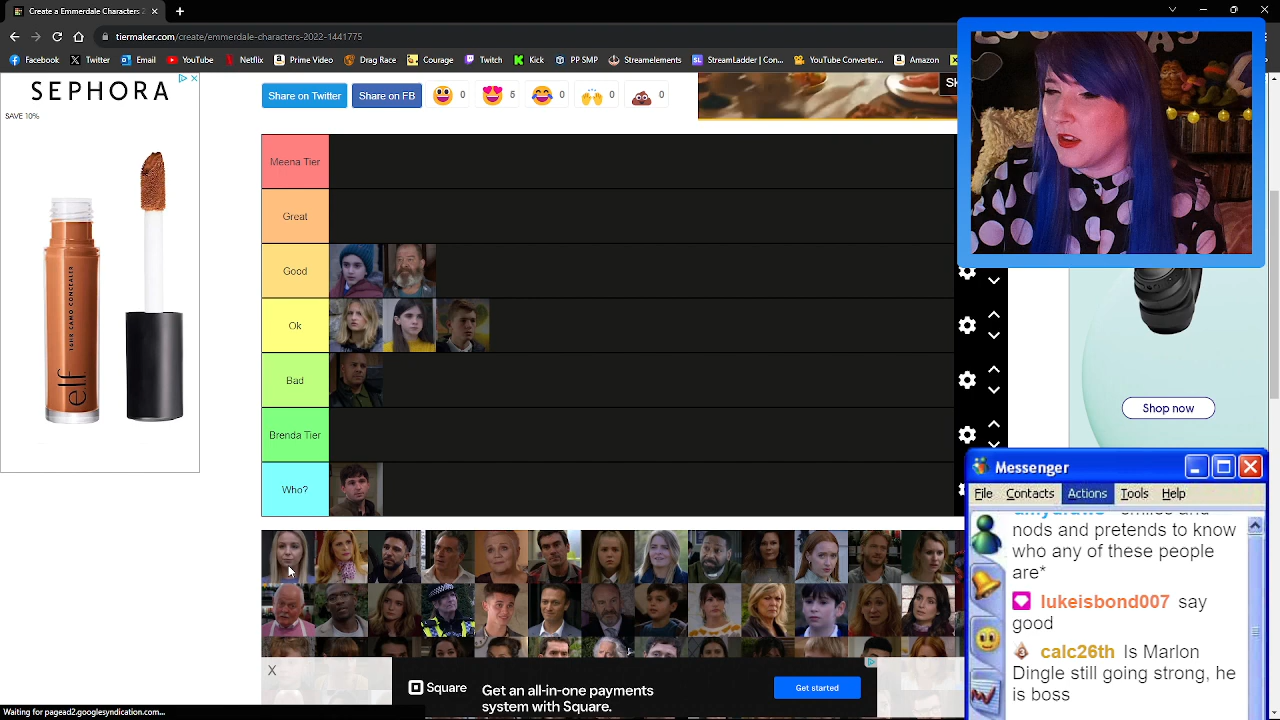 Create a Emmerdale Characters 2
tiermaker.com/create/emmerdale-characters-2022-1441775
Facebook Twitter Email YouTube Netflix Prime Video Drag Race Courage Twitch Kick PP SMP Streamelements StreamLadder | Con... YouTube Converter Amazon
SEPHORA
SAVE 10%
elf
16HR CAMO CONCEALER
Share on Twitter Share on FB 0 5 0 0 0
Meena Tier
Great
Good
Ok
Bad
Brenda Tier
Who?
X
Square
Get an all-in-one payments
system with Square.
Get started
Shop now
Messenger
File Contacts Actions Tools Help
nods and pretends to know
who any of these people
are*
lukeisbond007 say
good
calc26th Is Marlon
Dingle still going strong, he
is boss
Waiting for pagead2.googlesyndication.com...